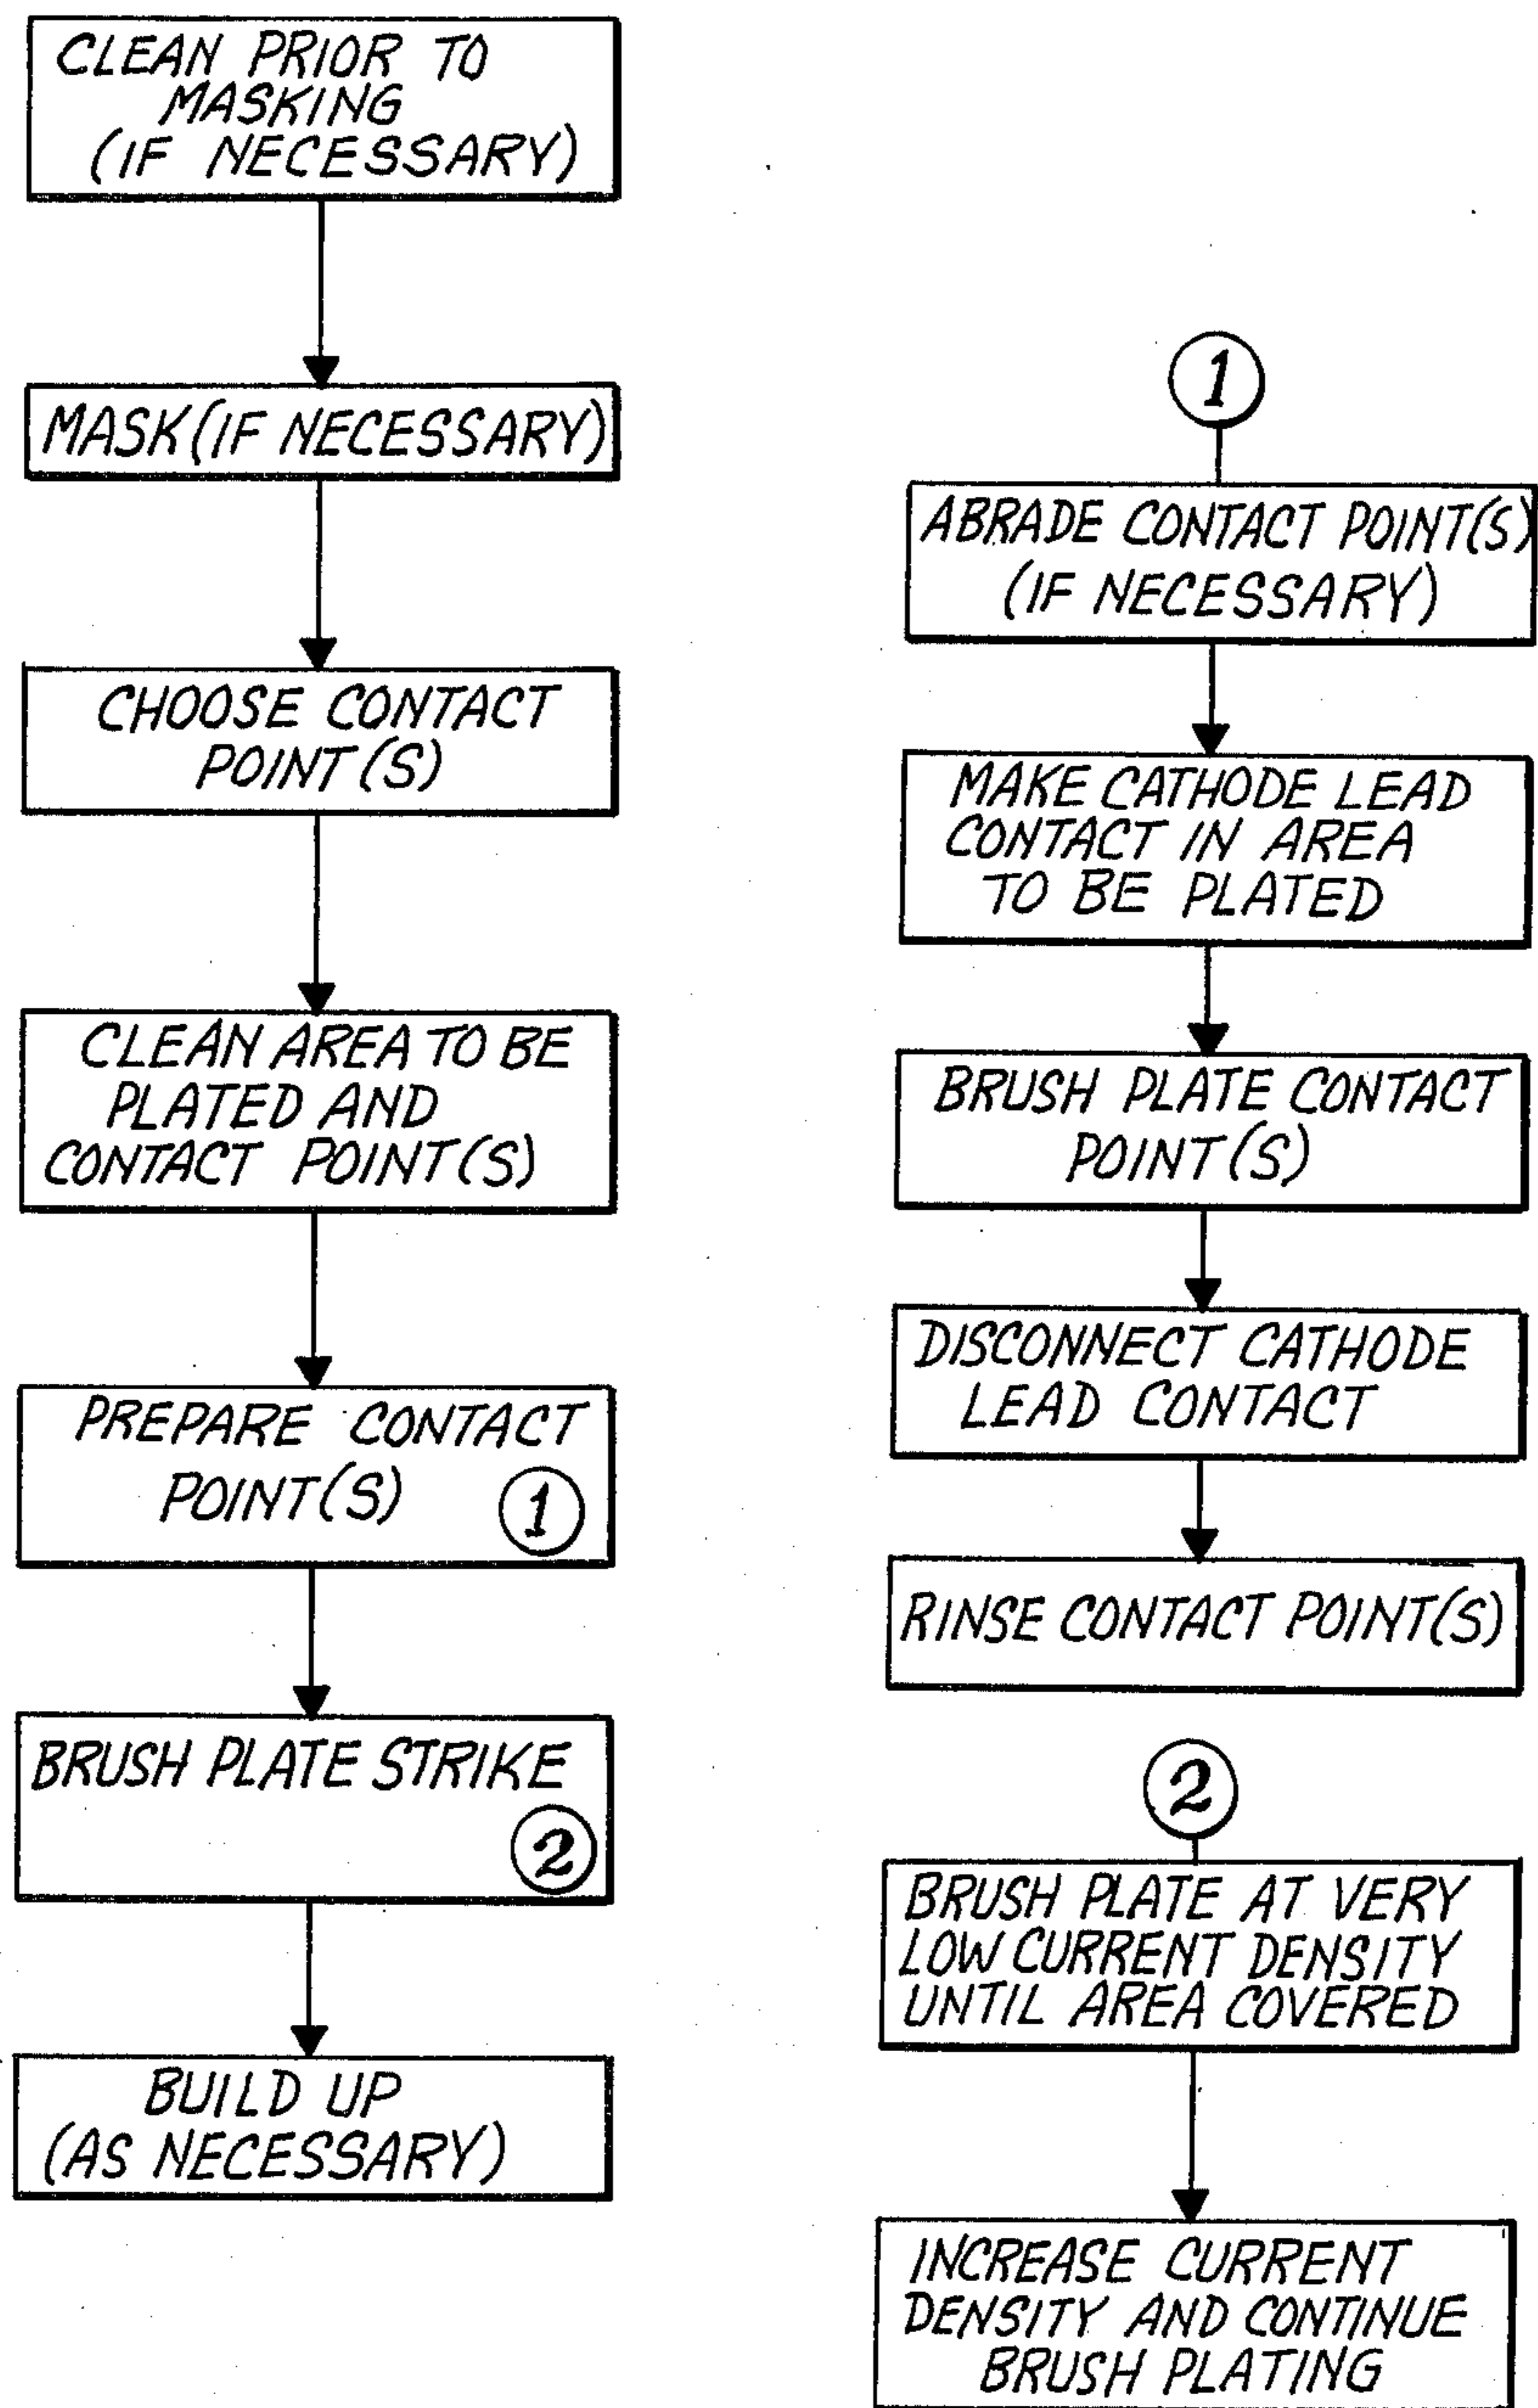 CLEAN PRIOR TO
MASKING
(IF NECESSARY)
MASK (IF NECESSARY)
CHOOSE CONTACT
POINT(S)
CLEAN AREA TO BE
PLATED AND
CONTACT POINT(S)
PREPARE CONTACT
POINT(S) 1
BRUSH PLATE STRIKE
2
BUILD UP
(AS NECESSARY)
1
ABRADE CONTACT POINT(S)
(IF NECESSARY)
MAKE CATHODE LEAD
CONTACT IN AREA
TO BE PLATED
BRUSH PLATE CONTACT
POINT(S)
DISCONNECT CATHODE
LEAD CONTACT
RINSE CONTACT POINT(S)
2
BRUSH PLATE AT VERY
LOW CURRENT DENSITY
UNTIL AREA COVERED
INCREASE CURRENT
DENSITY AND CONTINUE
BRUSH PLATING